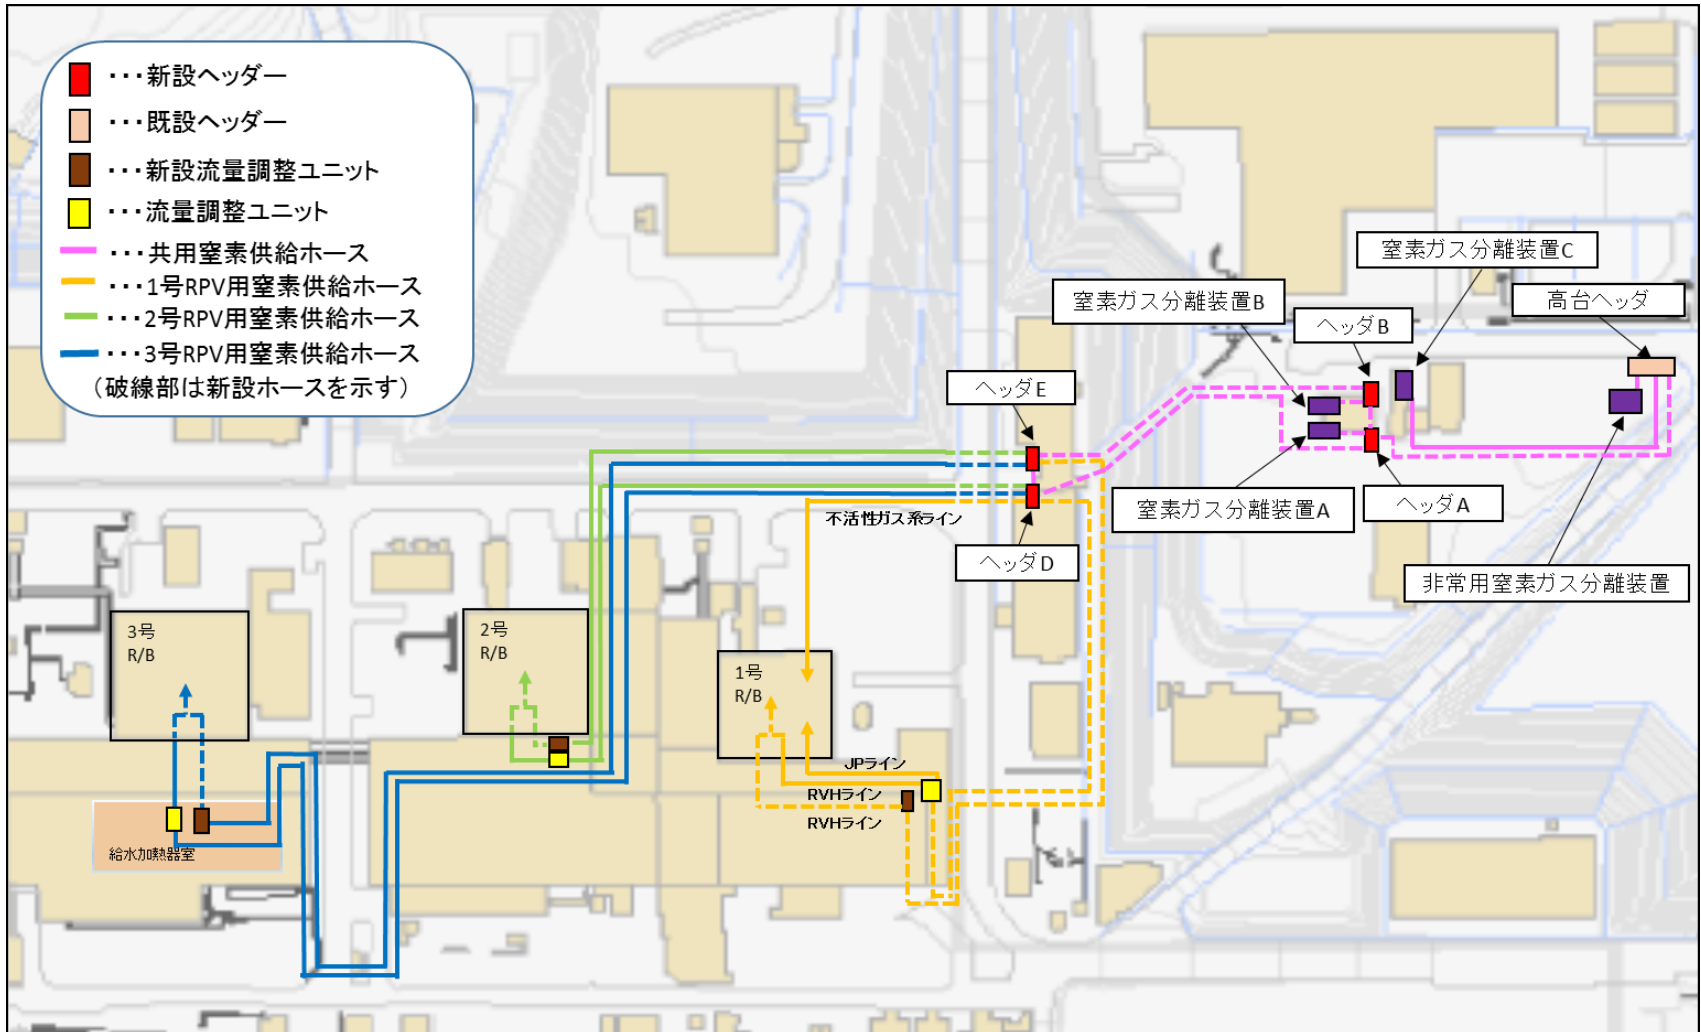 ・・・新設ヘッダー
・・・既設ヘッダー
・・・新設流量調整ユニット
・・・流量調整ユニット
・・・共用窒素供給ホース
・・・1号RPV用窒素供給ホース
・・・2号RPV用窒素供給ホース
・・・3号RPV用窒素供給ホース
（破線部は新設ホースを示す）
窒素ガス分離装置C
窒素ガス分離装置B
高台ヘッダ
ヘッダB
ヘッダE
窒素ガス分離装置A
ヘッダA
不活性ガス系ライン
ヘッダD
非常用窒素ガス分離装置
3号
R/B
2号
R/B
1号
R/B
JPライン
RVHライン
RVHライン
給水加熱器室